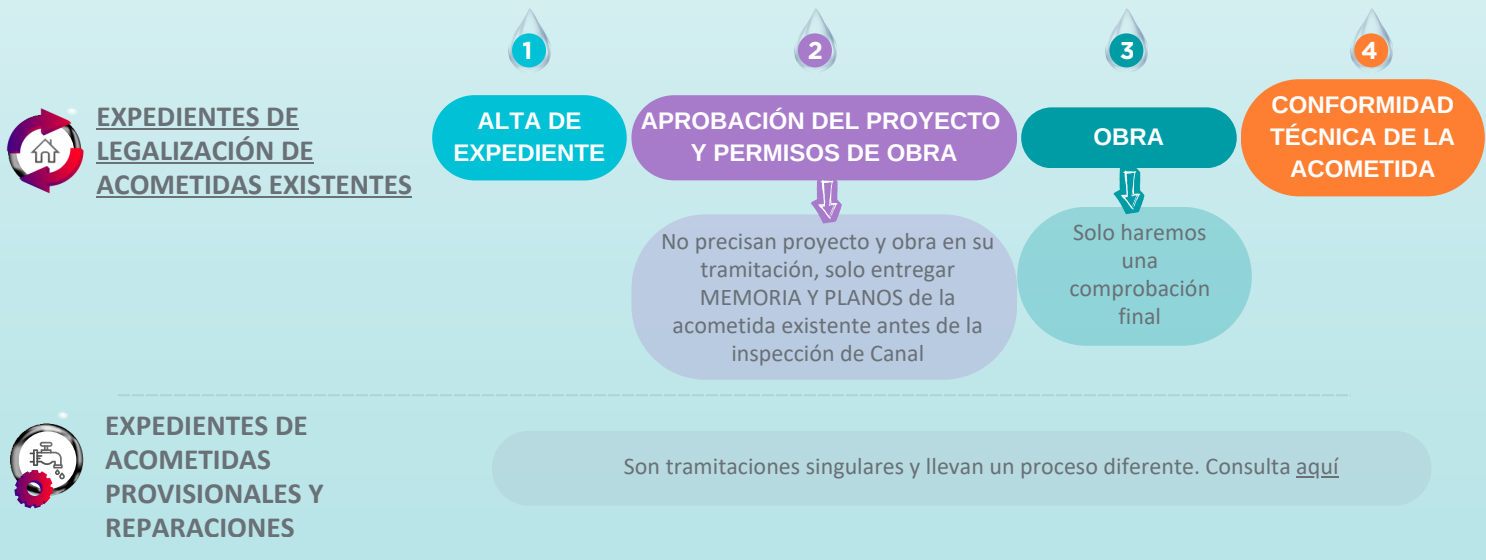 1
2
3
4
EXPEDIENTES DE
LEGALIZACIÓN DE
ACOMETIDAS EXISTENTES
ALTA DE
EXPEDIENTE
APROBACIÓN DEL PROYECTO
Y PERMISOS DE OBRA
OBRA
CONFORMIDAD
TÉCNICA DE LA
ACOMETIDA
No precisan proyecto y obra en su
tramitación, solo entregar
MEMORIA Y PLANOS de la
acometida existente antes de la
inspección de Canal
Solo haremos
una
comprobación
final
EXPEDIENTES DE
ACOMETIDAS
PROVISIONALES Y
REPARACIONES
Son tramitaciones singulares y llevan un proceso diferente. Consulta aquí